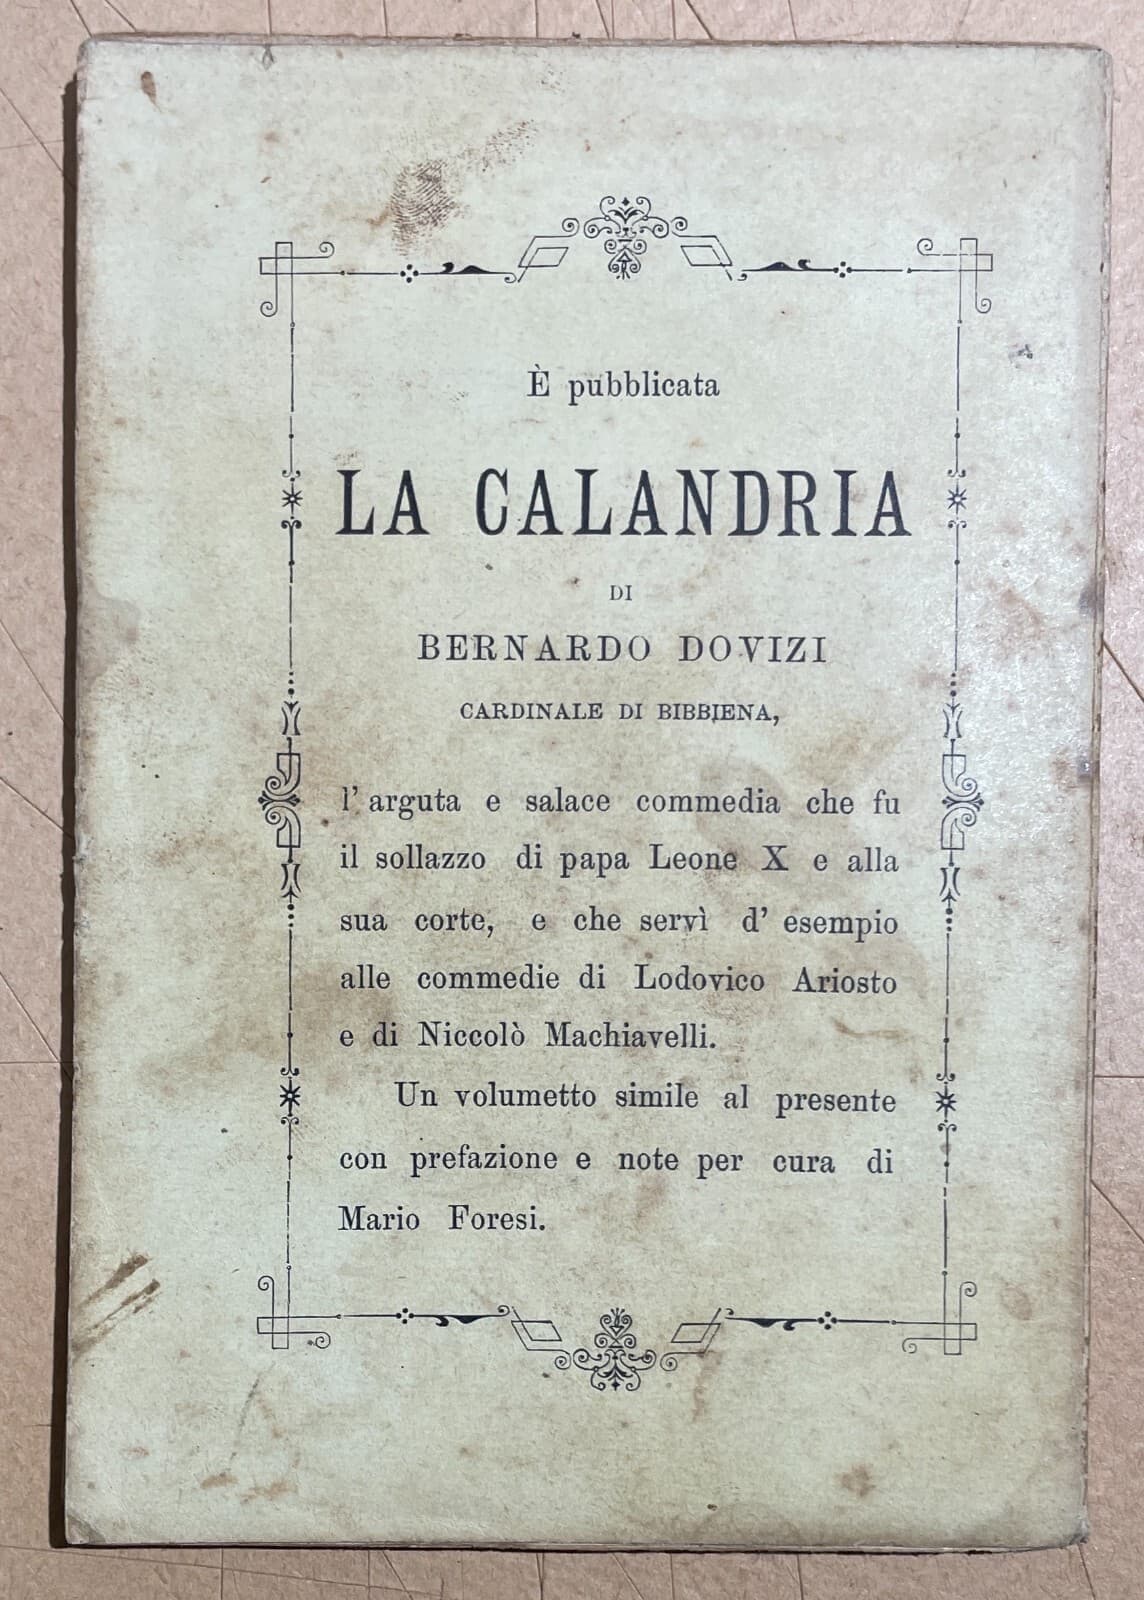 È pubblicata
LA CALANDRIA
DI
BERNARDO DOVIZI
CARDINALE DI BIBBIENA,
l' arguta e salace commedia che fu
il sollazzo di papa Leone X e alla
sua corte, e che servì d' esempio
alle commedie di Lodovico Ariosto
e di Niccolò Machiavelli.
Un volumetto simile al presente
con prefazione e note per cura di
Mario Foresi.